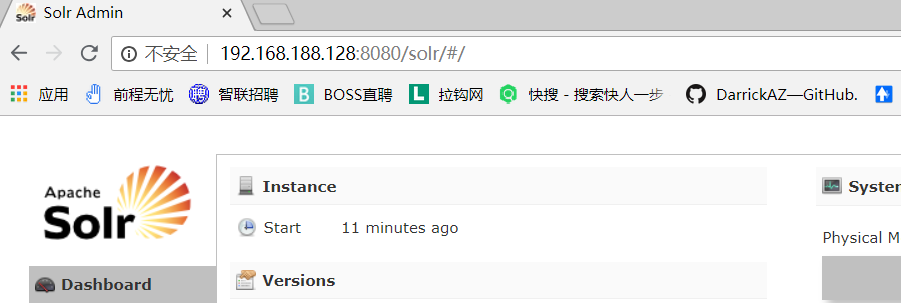 Solr Admin
不安全 192.168.188.128:8080/solr/#/
应用 前程无忧 智联招聘 BOSS直聘 拉钩网 快搜 - 搜索快人一步 DarrickAZ—GitHub.
Apache
Solr
Instance
Start 11 minutes ago
Versions
Dashboard
System
Physical M